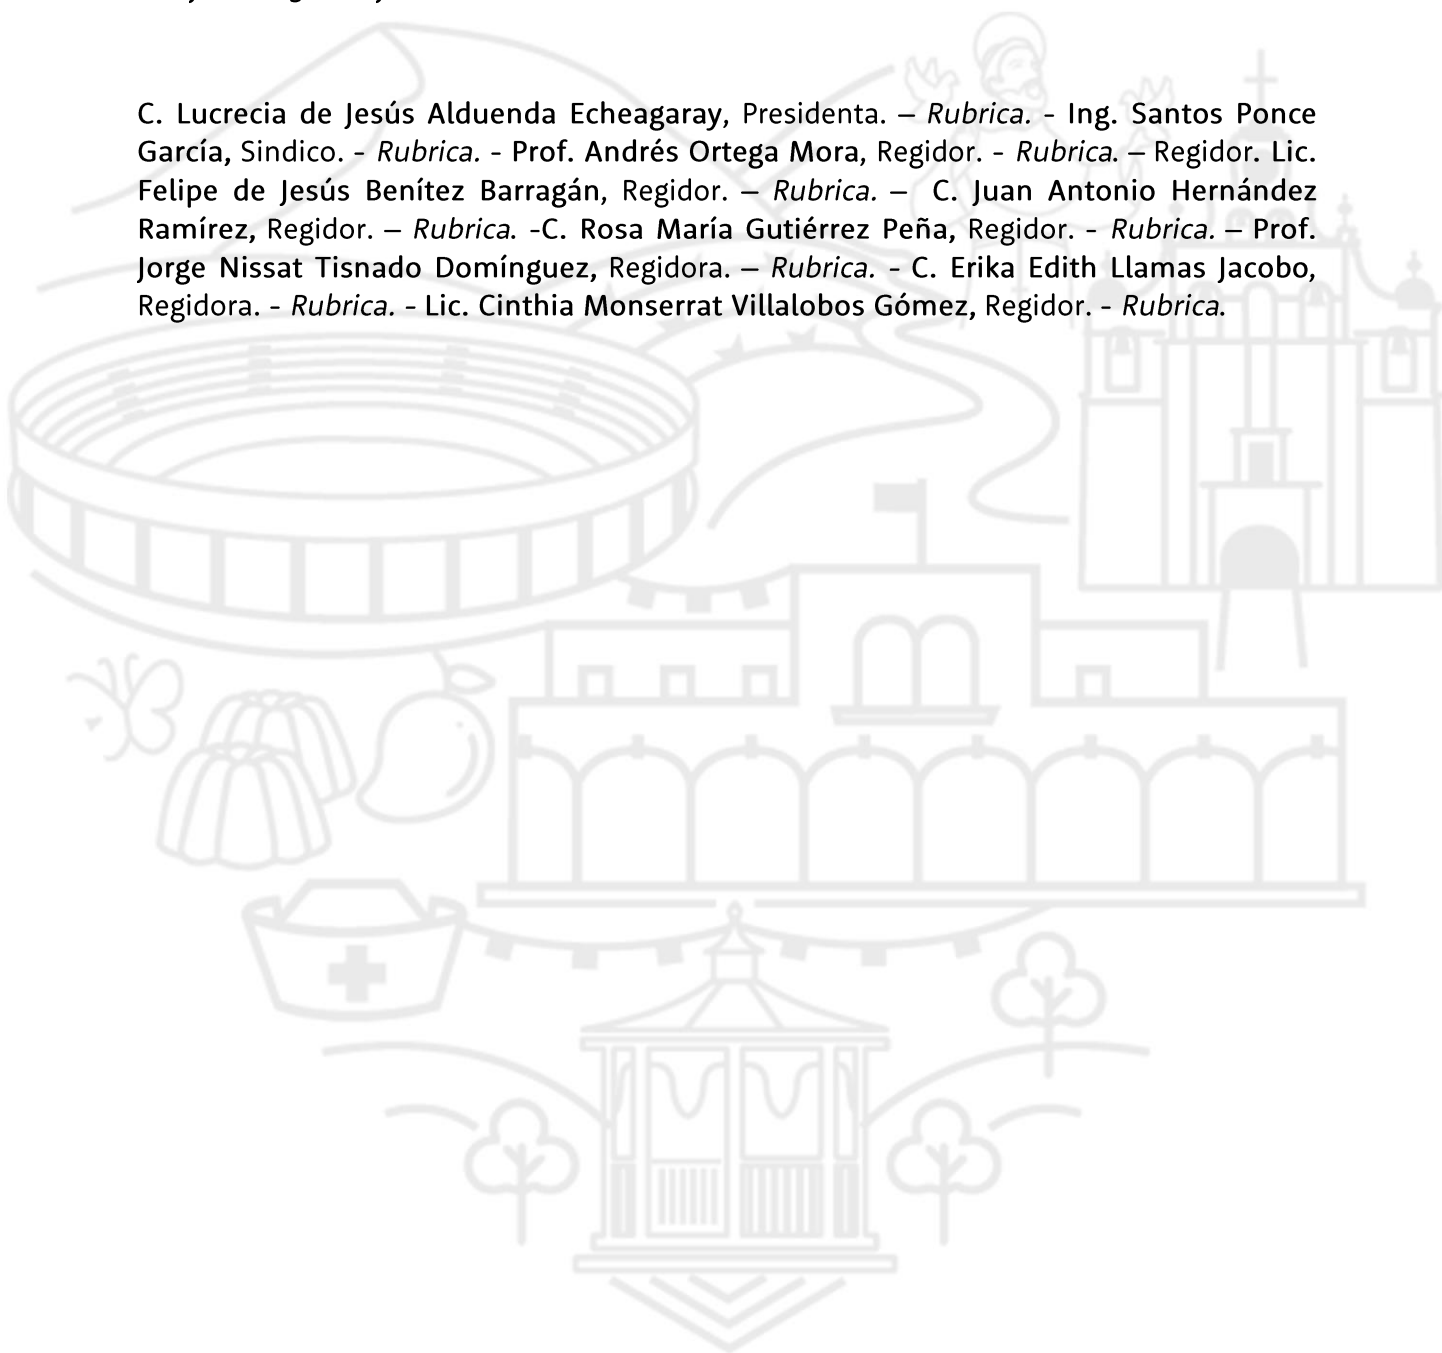 C. Lucrecia de Jesús Alduenda Echeagaray, Presidenta. – Rubrica. - Ing. Santos Ponce
García, Sindico. - Rubrica. - Prof. Andrés Ortega Mora, Regidor. - Rubrica. – Regidor. Lic.
Felipe de Jesús Benítez Barragán, Regidor. – Rubrica. – C. Juan Antonio Hernández
Ramírez, Regidor. – Rubrica. -C. Rosa María Gutiérrez Peña, Regidor. - Rubrica. – Prof.
Jorge Nissat Tisnado Domínguez, Regidora. – Rubrica. - C. Erika Edith Llamas Jacobo,
Regidora. - Rubrica. - Lic. Cinthia Monserrat Villalobos Gómez, Regidor. - Rubrica.